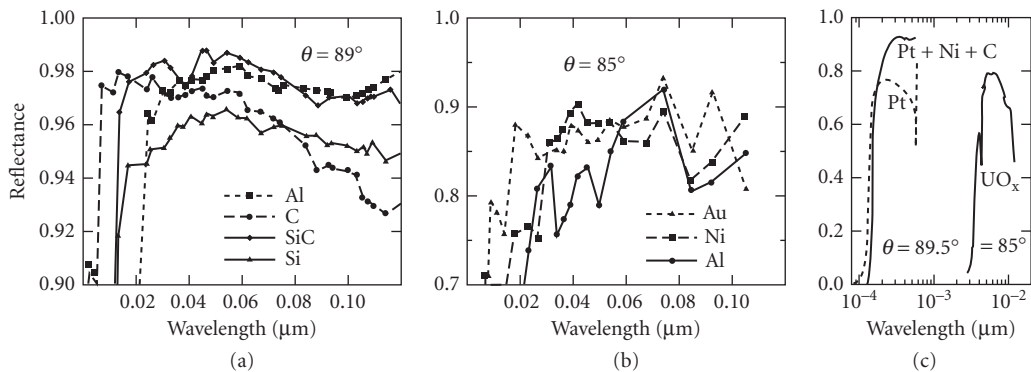 Reflectance
1.00
0.98
0.96
0.94
0.92
0.90
θ = 89°
Al
C
SiC
Si
0.02 0.04 0.06 0.08 0.10
Wavelength (μm)
(a)
1.0
0.9
0.8
0.7
θ = 85°
Au
Ni
Al
0.02 0.04 0.06 0.08 0.10
Wavelength (μm)
(b)
1.0
0.8
0.6
0.4
0.2
0.0
Pt + Ni + C
Pt
UOx
θ = 89.5° = 85°
10−4 10−3 10−2
Wavelength (μm)
(c)